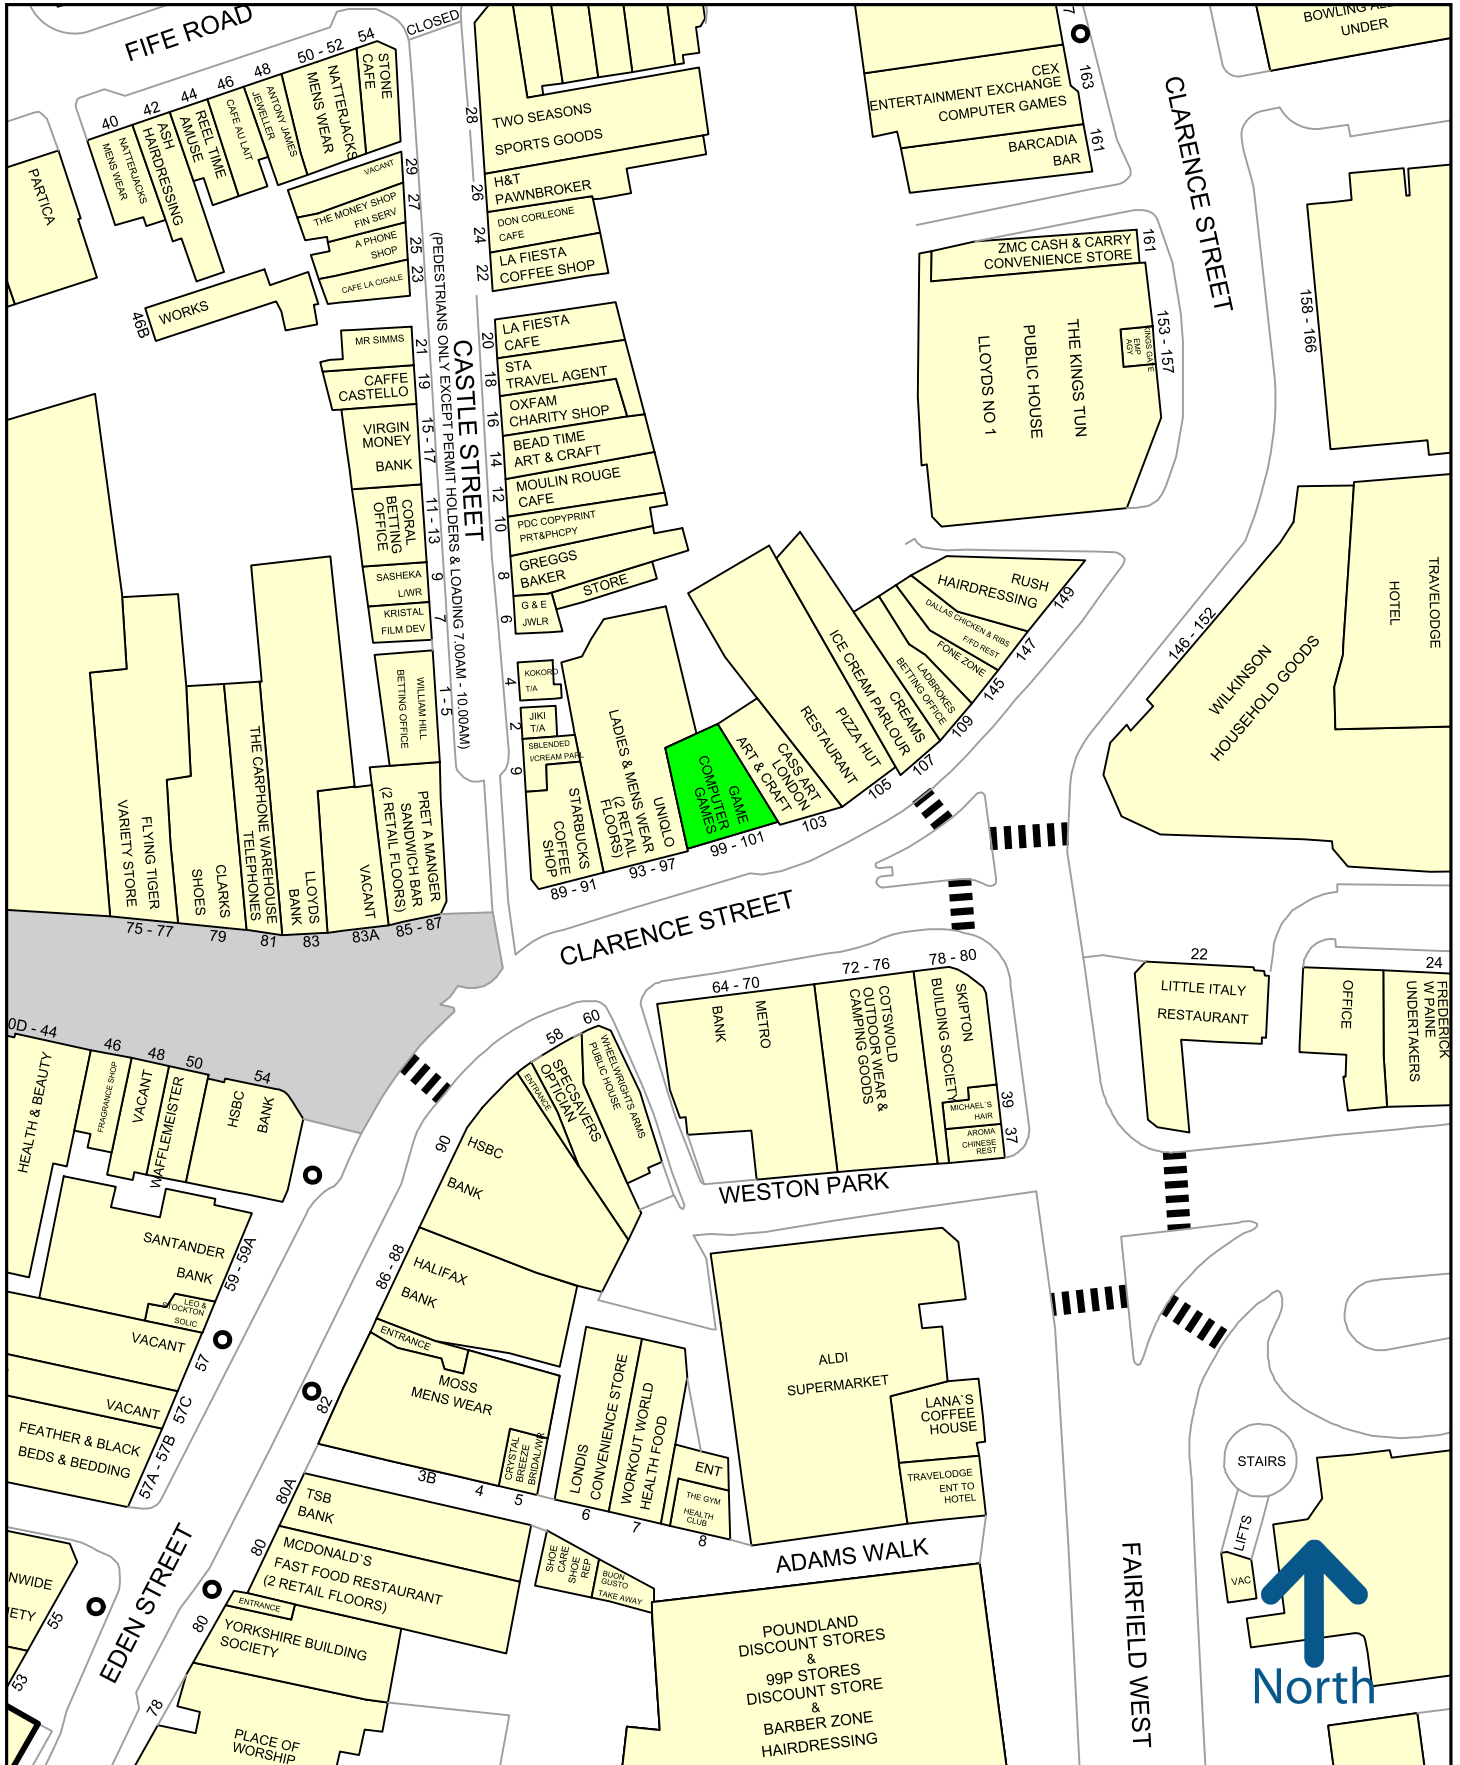 FIFE ROAD
CLOSED
40
42
44
46
48
50 - 52
54
NATTERJACKS
MENS WEAR
ASH
HAIRDRESSING
REEL TIME
AMUSE
CAFE AU LAIT
ANTONY JAMES
JEWELLER
NATTERJACKS
MENS WEAR
STONE
CAFE
PARTICA
46B
WORKS
VACANT
29
THE MONEY SHOP
FIN SERV
27
A PHONE
SHOP
25
CAFE LA CIGALE
23
MR SIMMS
21
CAFFE
CASTELLO
19
VIRGIN
MONEY
BANK
15 - 17
CORAL
BETTING
OFFICE
11 - 13
SASHEKA
L/WR
9
KRISTAL
FILM DEV
7
WILLIAM HILL
BETTING OFFICE
1 - 5
CASTLE STREET
(PEDESTRIANS ONLY EXCEPT PERMIT HOLDERS & LOADING 7.00AM - 10.00AM)
28
TWO SEASONS
SPORTS GOODS
26
H&T
PAWNBROKER
24
DON CORLEONE
CAFE
22
LA FIESTA
COFFEE SHOP
20
LA FIESTA
CAFE
18
STA
TRAVEL AGENT
16
OXFAM
CHARITY SHOP
14
BEAD TIME
ART & CRAFT
12
MOULIN ROUGE
CAFE
10
PDC COPYPRINT
PRT&PHCPY
8
GREGGS
BAKER
STORE
6
G & E
JWLR
4
KOKORO
T/A
2
JIKI
T/A
9
SBLENDED
I/CREAM PARL
STARBUCKS
COFFEE
SHOP
89 - 91
UNIQLO
LADIES & MENS WEAR
(2 RETAIL
FLOORS)
93 - 97
GAME
COMPUTER
GAMES
99 - 101
CASS ART
LONDON
ART & CRAFT
103
PIZZA HUT
RESTAURANT
105
CREAMS
ICE CREAM PARLOUR
107
LADBROKES
BETTING OFFICE
109
FONE ZONE
145
DALLAS CHICKEN & RIBS
F/FD REST
147
RUSH
HAIRDRESSING
149
7
163
CEX
ENTERTAINMENT EXCHANGE
COMPUTER GAMES
BARCADIA
BAR
161
ZMC CASH & CARRY
CONVENIENCE STORE
161
THE KINGS TUN
PUBLIC HOUSE
LLOYDS NO 1
KINGS GATE
EMP
AGY
153 - 157
CLARENCE STREET
BOWLING
UNDER
158 - 166
146 - 152
WILKINSON
HOUSEHOLD GOODS
TRAVELODGE
HOTEL
FLYING TIGER
VARIETY STORE
75 - 77
CLARKS
SHOES
79
THE CARPHONE WAREHOUSE
TELEPHONES
81
LLOYDS
BANK
83
VACANT
83A
PRET A MANGER
SANDWICH BAR
(2 RETAIL FLOORS)
85 - 87
CLARENCE STREET
0D - 44
HEALTH & BEAUTY
46
FRAGRANCE SHOP
48
VACANT
50
WAFFLEMEISTER
54
HSBC
BANK
SANTANDER
BANK
59 - 59A
LEO &
STOCKTON
SOLIC
VACANT
57
VACANT
57C
FEATHER & BLACK
BEDS & BEDDING
57A - 57B
NWIDE
IETY
55
53
EDEN STREET
60
WHEELWRIGHTS ARMS
PUBLIC HOUSE
58
SPECSAVERS
OPTICIAN
ENTRANCE
90
HSBC
BANK
86 - 88
HALIFAX
BANK
ENTRANCE
82
MOSS
MENS WEAR
3B
4
CRYSTAL
BREEZE
BRIDAL/WR
5
LONDIS
CONVENIENCE STORE
6
WORKOUT WORLD
HEALTH FOOD
7
ENT
THE GYM
HEALTH
CLUB
8
80A
TSB
BANK
80
MCDONALD`S
FAST FOOD RESTAURANT
(2 RETAIL FLOORS)
ENTRANCE
80
YORKSHIRE BUILDING
SOCIETY
78
PLACE OF
WORSHIP
SHOE
CARE
SHOE
REP
BUON
GUSTO
TAKE AWAY
64 - 70
METRO
BANK
72 - 76
COTSWOLD
OUTDOOR WEAR &
CAMPING GOODS
78 - 80
SKIPTON
BUILDING SOCIETY
MICHAEL`S
HAIR
39
AROMA
CHINESE
REST
37
WESTON PARK
ALDI
SUPERMARKET
LANA`S
COFFEE
HOUSE
TRAVELODGE
ENT TO
HOTEL
ADAMS WALK
POUNDLAND
DISCOUNT STORES
&
99P STORES
DISCOUNT STORE
&
BARBER ZONE
HAIRDRESSING
FAIRFIELD WEST
22
LITTLE ITALY
RESTAURANT
OFFICE
24
FREDERICK
W PAINE
UNDERTAKERS
STAIRS
LIFTS
VAC
North